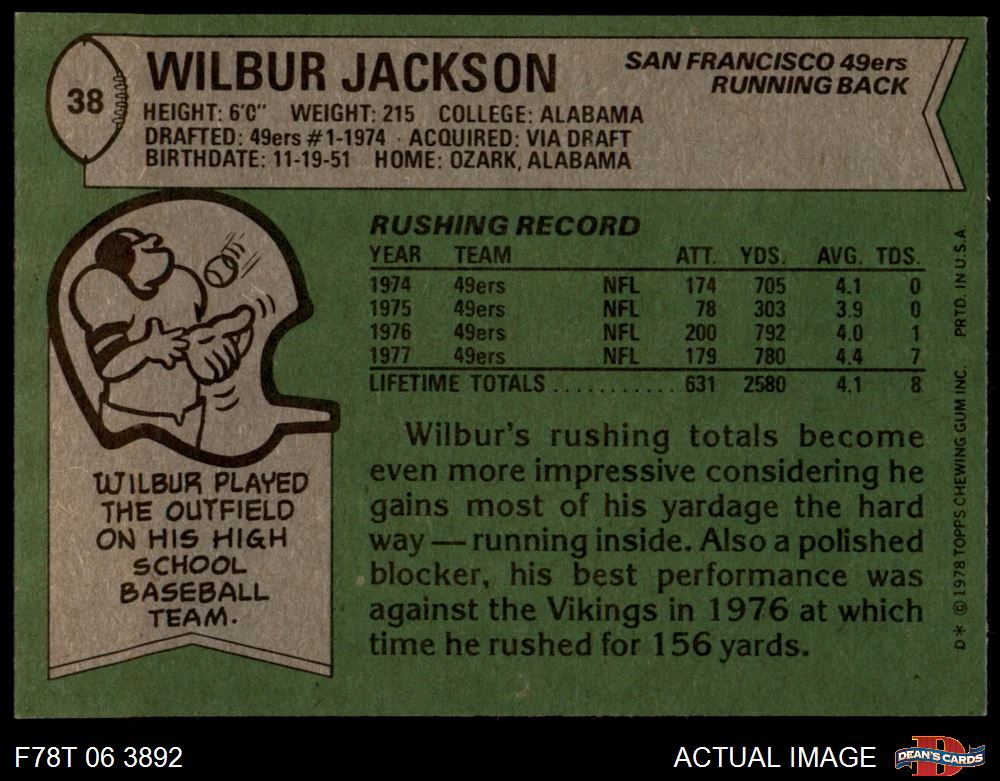 38
WILBUR JACKSON
SAN FRANCISCO 49ers
RUNNING BACK
HEIGHT: 6'0" WEIGHT: 215 COLLEGE: ALABAMA
DRAFTED: 49ers #1-1974 · ACQUIRED: VIA DRAFT
BIRTHDATE: 11-19-51 HOME: OZARK, ALABAMA
RUSHING RECORD
YEAR TEAM ATT. YDS. AVG. TDS.
1974 49ers NFL 174 705 4.1 0
1975 49ers NFL 78 303 3.9 0
1976 49ers NFL 200 792 4.0 1
1977 49ers NFL 179 780 4.4 7
LIFETIME TOTALS ........... 631 2580 4.1 8
Wilbur's rushing totals become
even more impressive considering he
gains most of his yardage the hard
way — running inside. Also a polished
blocker, his best performance was
against the Vikings in 1976 at which
time he rushed for 156 yards.
WILBUR PLAYED
THE OUTFIELD
ON HIS HIGH
SCHOOL
BASEBALL
TEAM.
D* © 1978 TOPPS CHEWING GUM INC. PRTD. IN U.S.A.
F78T 06 3892
ACTUAL IMAGE
D
DEAN'S CARDS